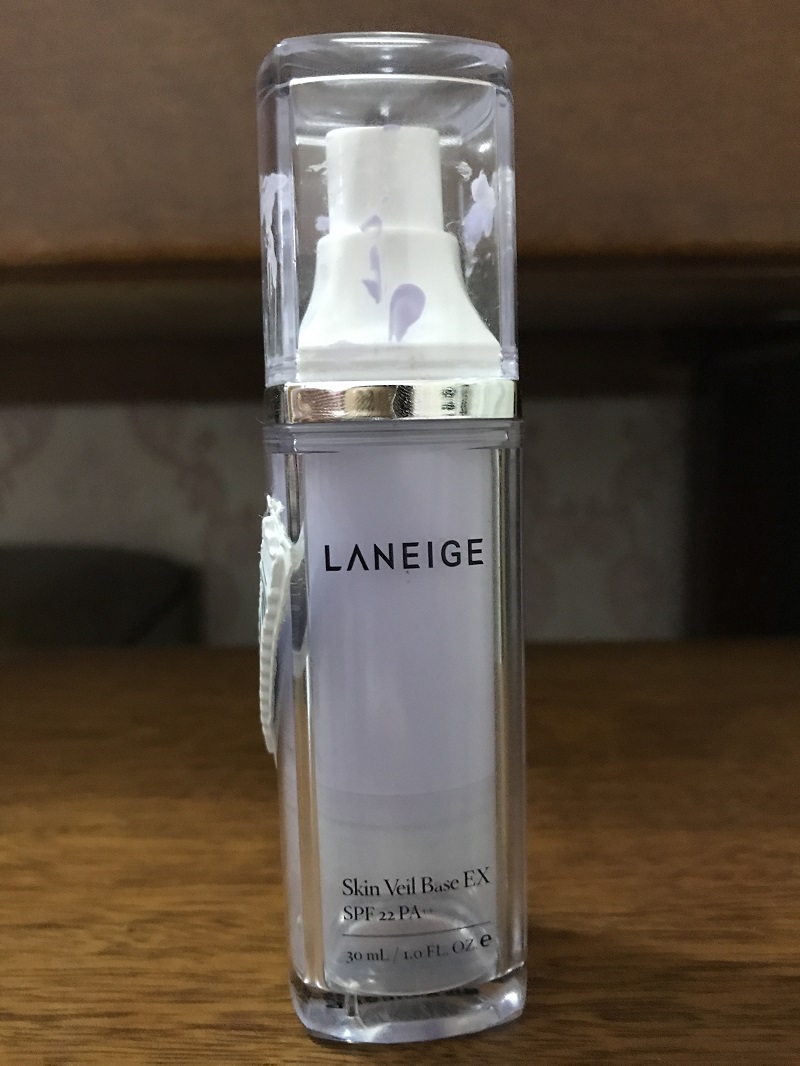 LANEIGE
Skin Veil Base EX
SPF 22 PA++
30 mL / 1.0 FL. OZ. e